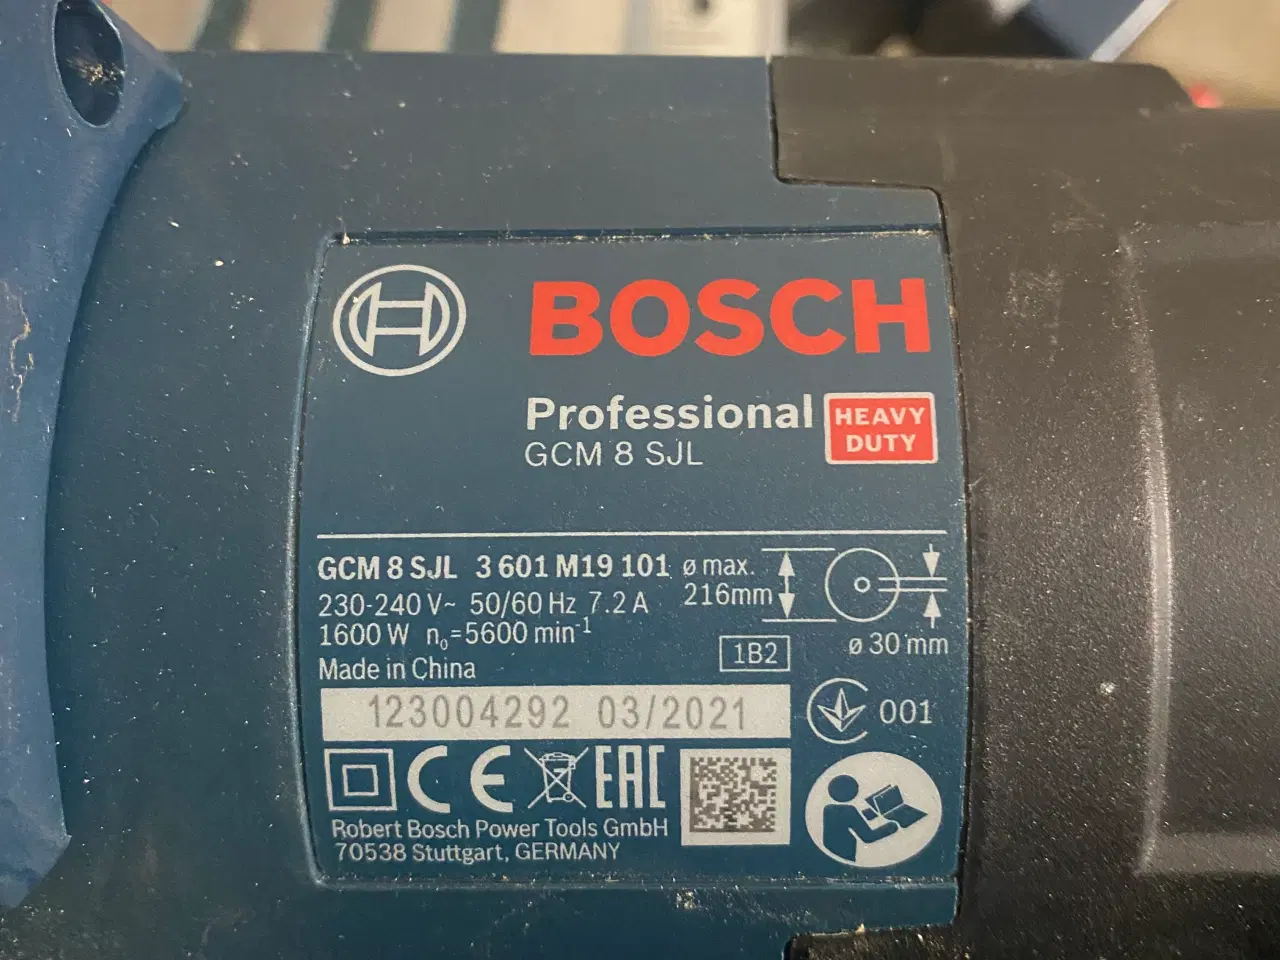 BOSCH
Professional
GCM 8 SJL
HEAVY
DUTY
GCM 8 SJL 3 601 M19 101
230-240 V~ 50/60 Hz 7.2 A
1600 W n₀=5600 min⁻¹
Made in China
ø max.
216mm
ø 30 mm
1B2
123004292 03/2021
001
CE EAC
Robert Bosch Power Tools GmbH
70538 Stuttgart, GERMANY